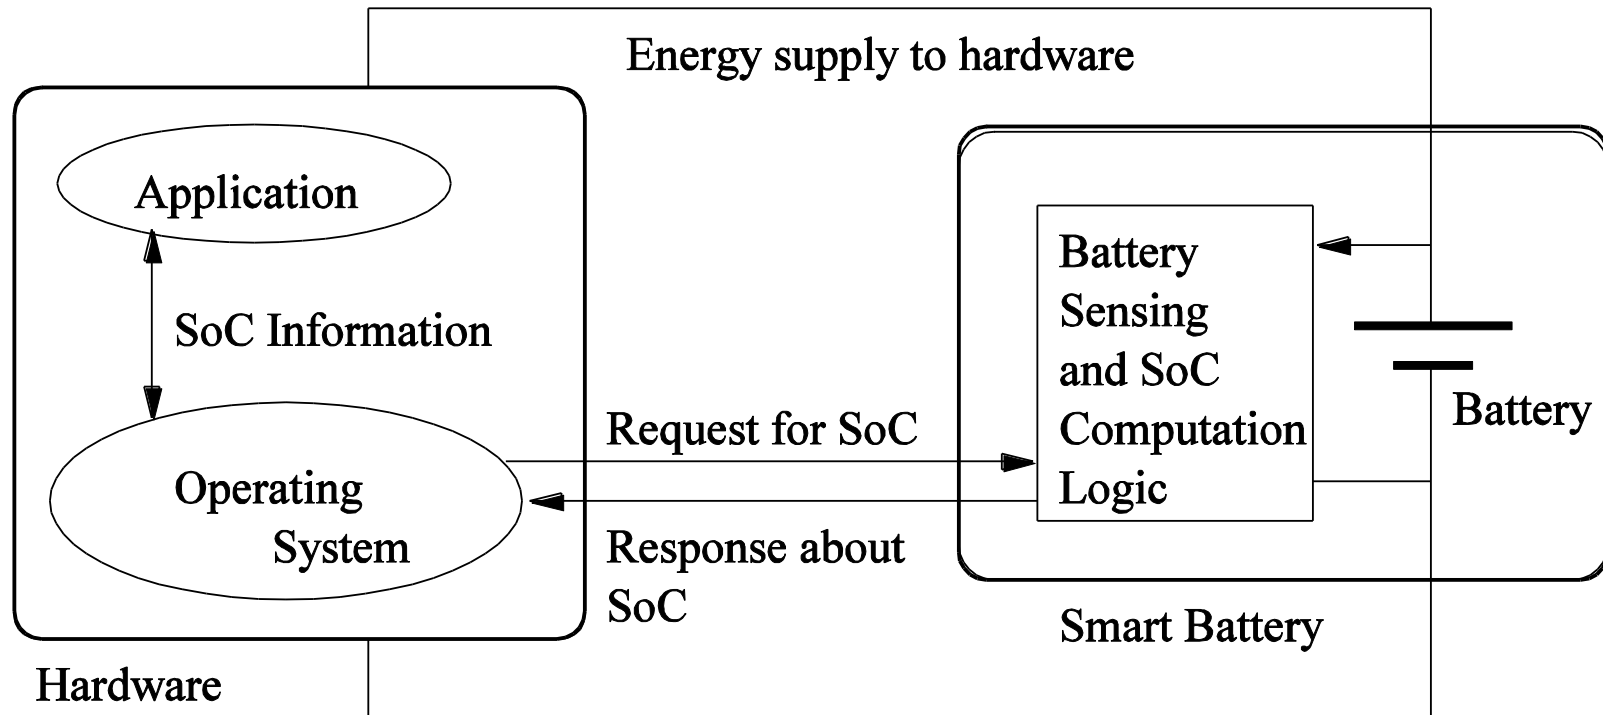 Energy supply to hardware
Application
SoC Information
Operating
System
Hardware
Request for SoC
Response about
SoC
Battery
Sensing
and SoC
Computation
Logic
Battery
Smart Battery